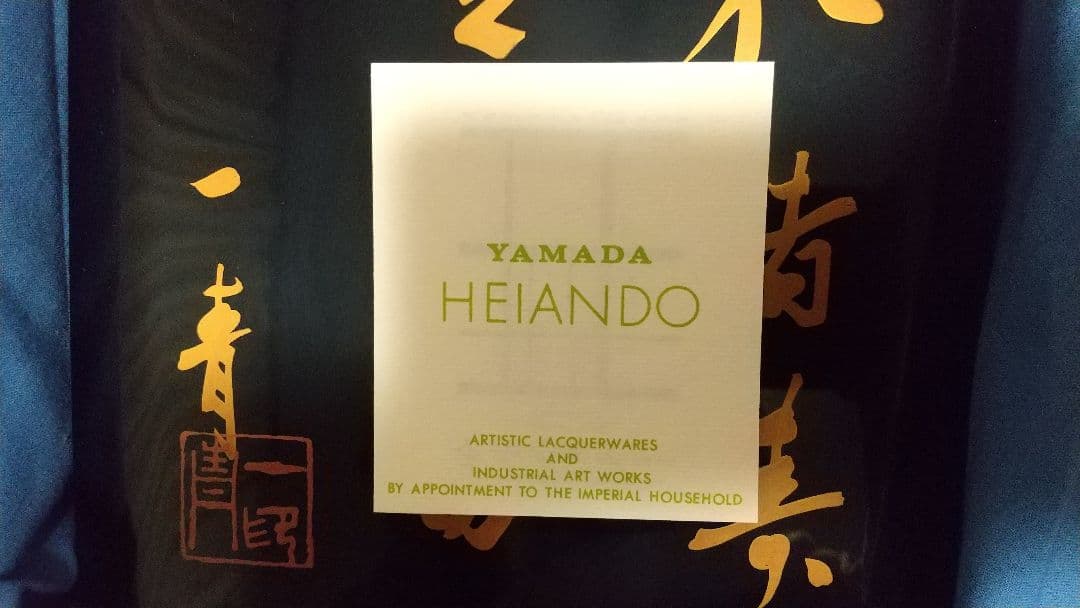 一青
YAMADA
HEIANDO
ARTISTIC LACQUERWARES
AND
INDUSTRIAL ART WORKS
BY APPOINTMENT TO THE IMPERIAL HOUSEHOLD